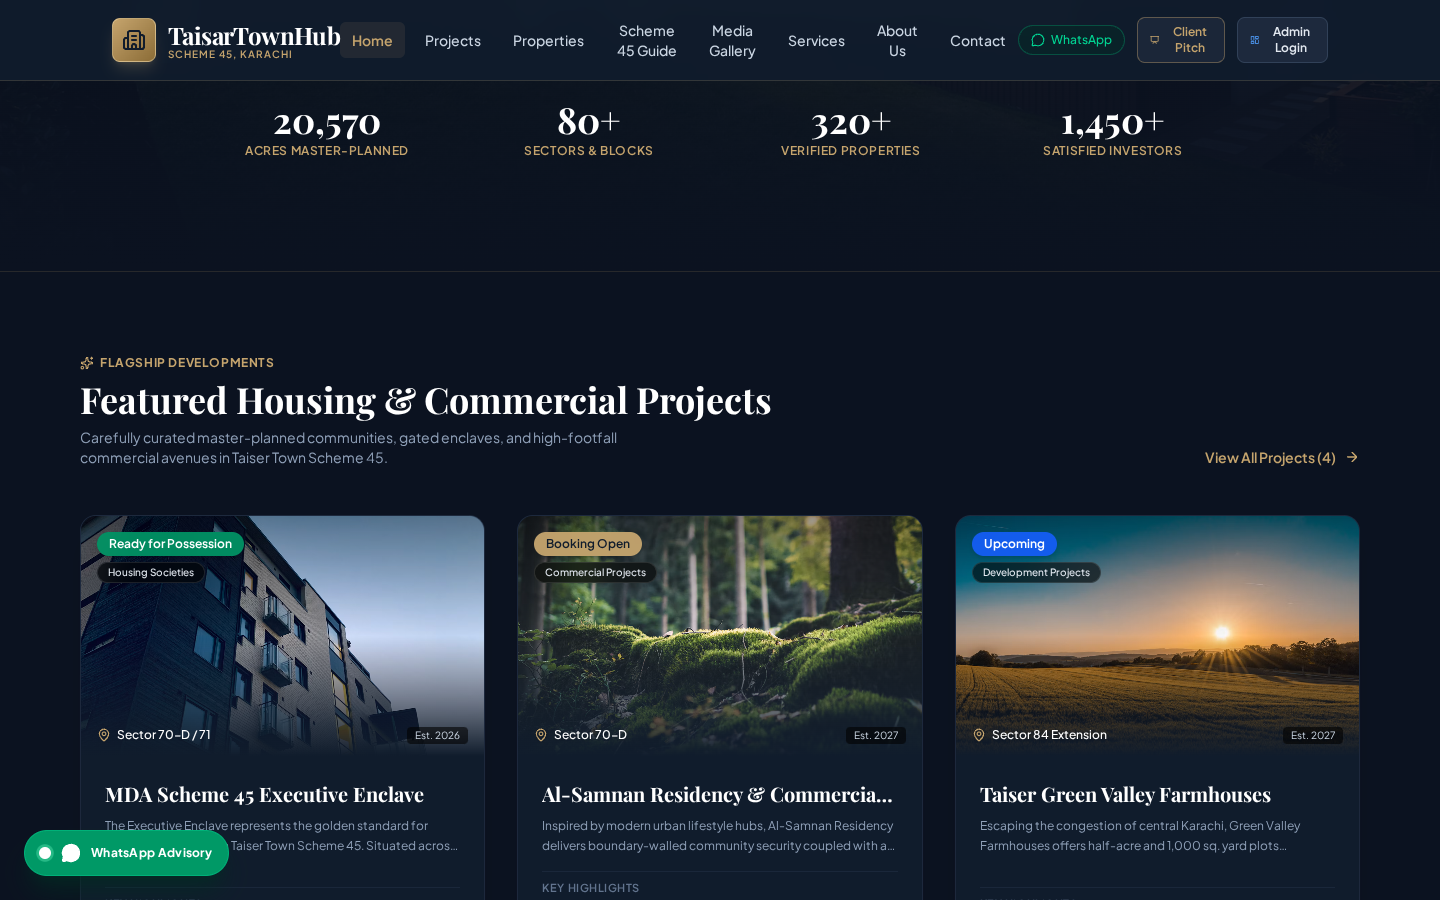 TaisarTownHub
SCHEME 45, KARACHI
Home
Projects
Properties
Scheme
45 Guide
Media
Gallery
Services
About
Us
Contact
WhatsApp
Client
Pitch
Admin
Login
20,570
ACRES MASTER-PLANNED
80+
SECTORS & BLOCKS
320+
VERIFIED PROPERTIES
1,450+
SATISFIED INVESTORS
FLAGSHIP DEVELOPMENTS
Featured Housing & Commercial Projects
Carefully curated master-planned communities, gated enclaves, and high-footfall
commercial avenues in Taiser Town Scheme 45.
View All Projects (4)
Ready for Possession
Housing Societies
Sector 70-D / 71
Est. 2026
MDA Scheme 45 Executive Enclave
The Executive Enclave represents the golden standard for
Taiser Town Scheme 45. Situated acros...
Booking Open
Commercial Projects
Sector 70-D
Est. 2027
Al-Samnan Residency & Commercia...
Inspired by modern urban lifestyle hubs, Al-Samnan Residency
delivers boundary-walled community security coupled with a...
KEY HIGHLIGHTS
Upcoming
Development Projects
Sector 84 Extension
Est. 2027
Taiser Green Valley Farmhouses
Escaping the congestion of central Karachi, Green Valley
Farmhouses offers half-acre and 1,000 sq. yard plots...
WhatsApp Advisory